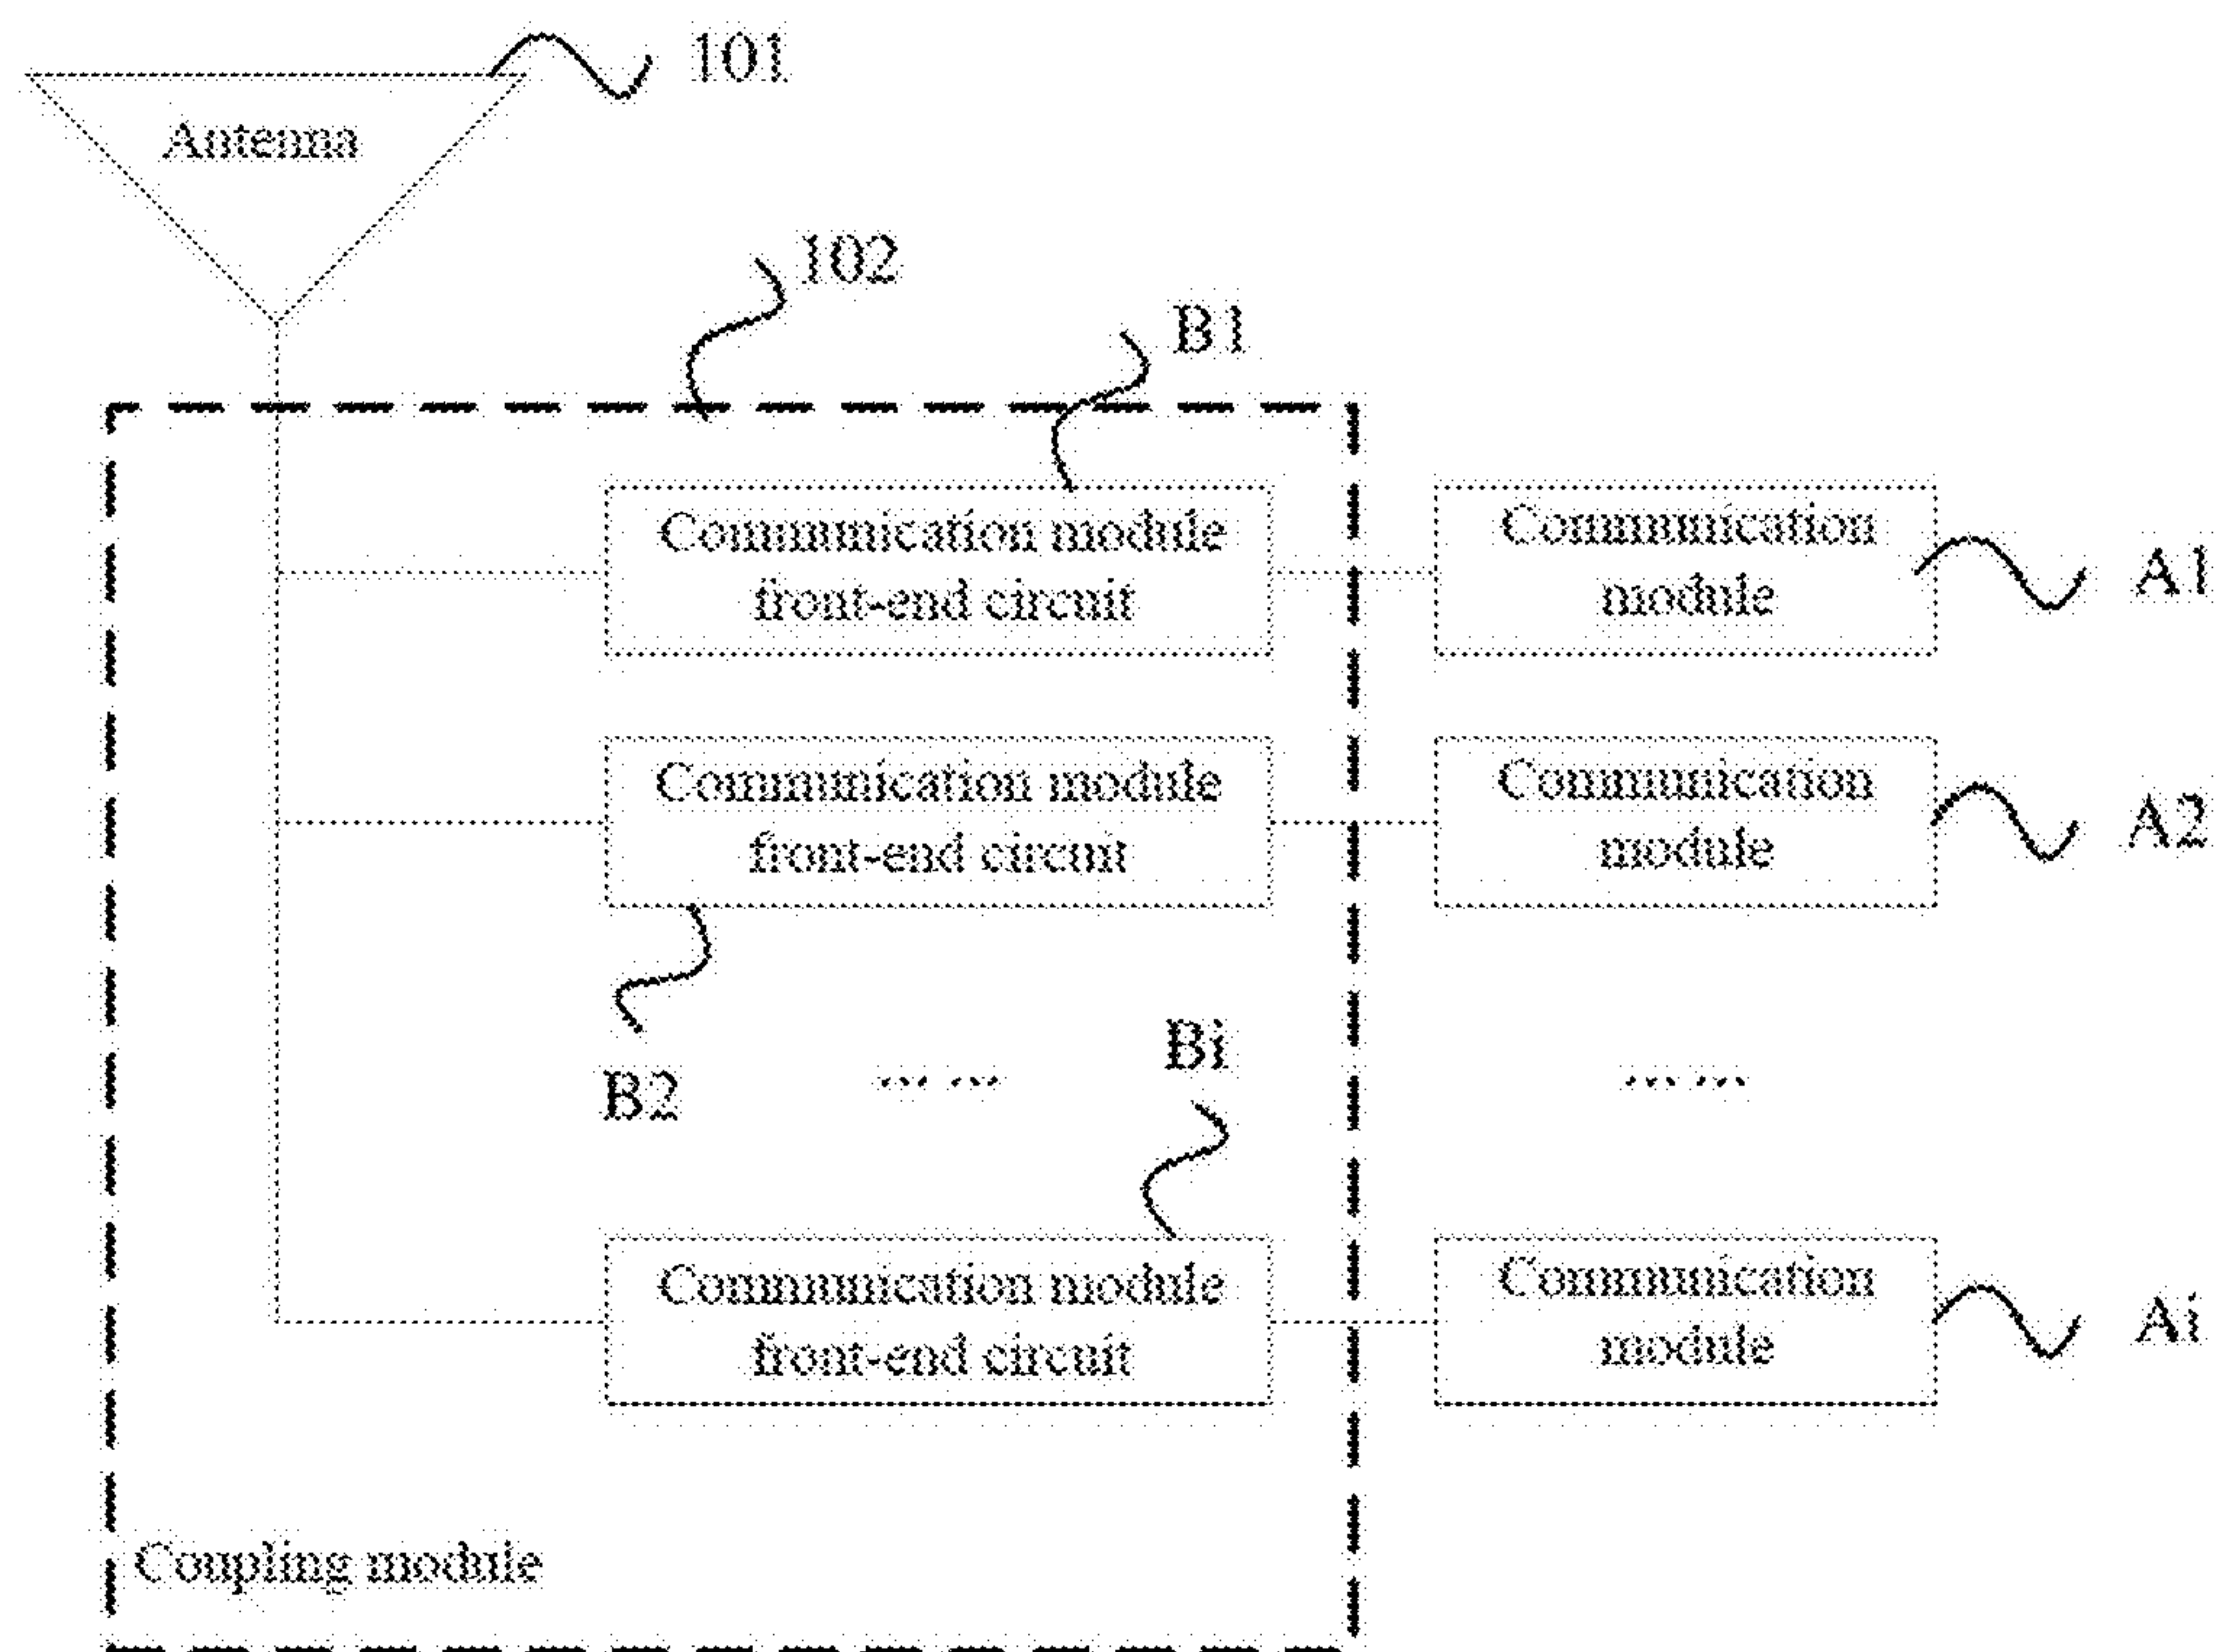 101
Antenna
102
B1
Communication module
front-end circuit
Communication
module
A1
Communication module
front-end circuit
Communication
module
A2
B2
... ...
Bi
... ...
Communication module
front-end circuit
Communication
module
Ai
Coupling module